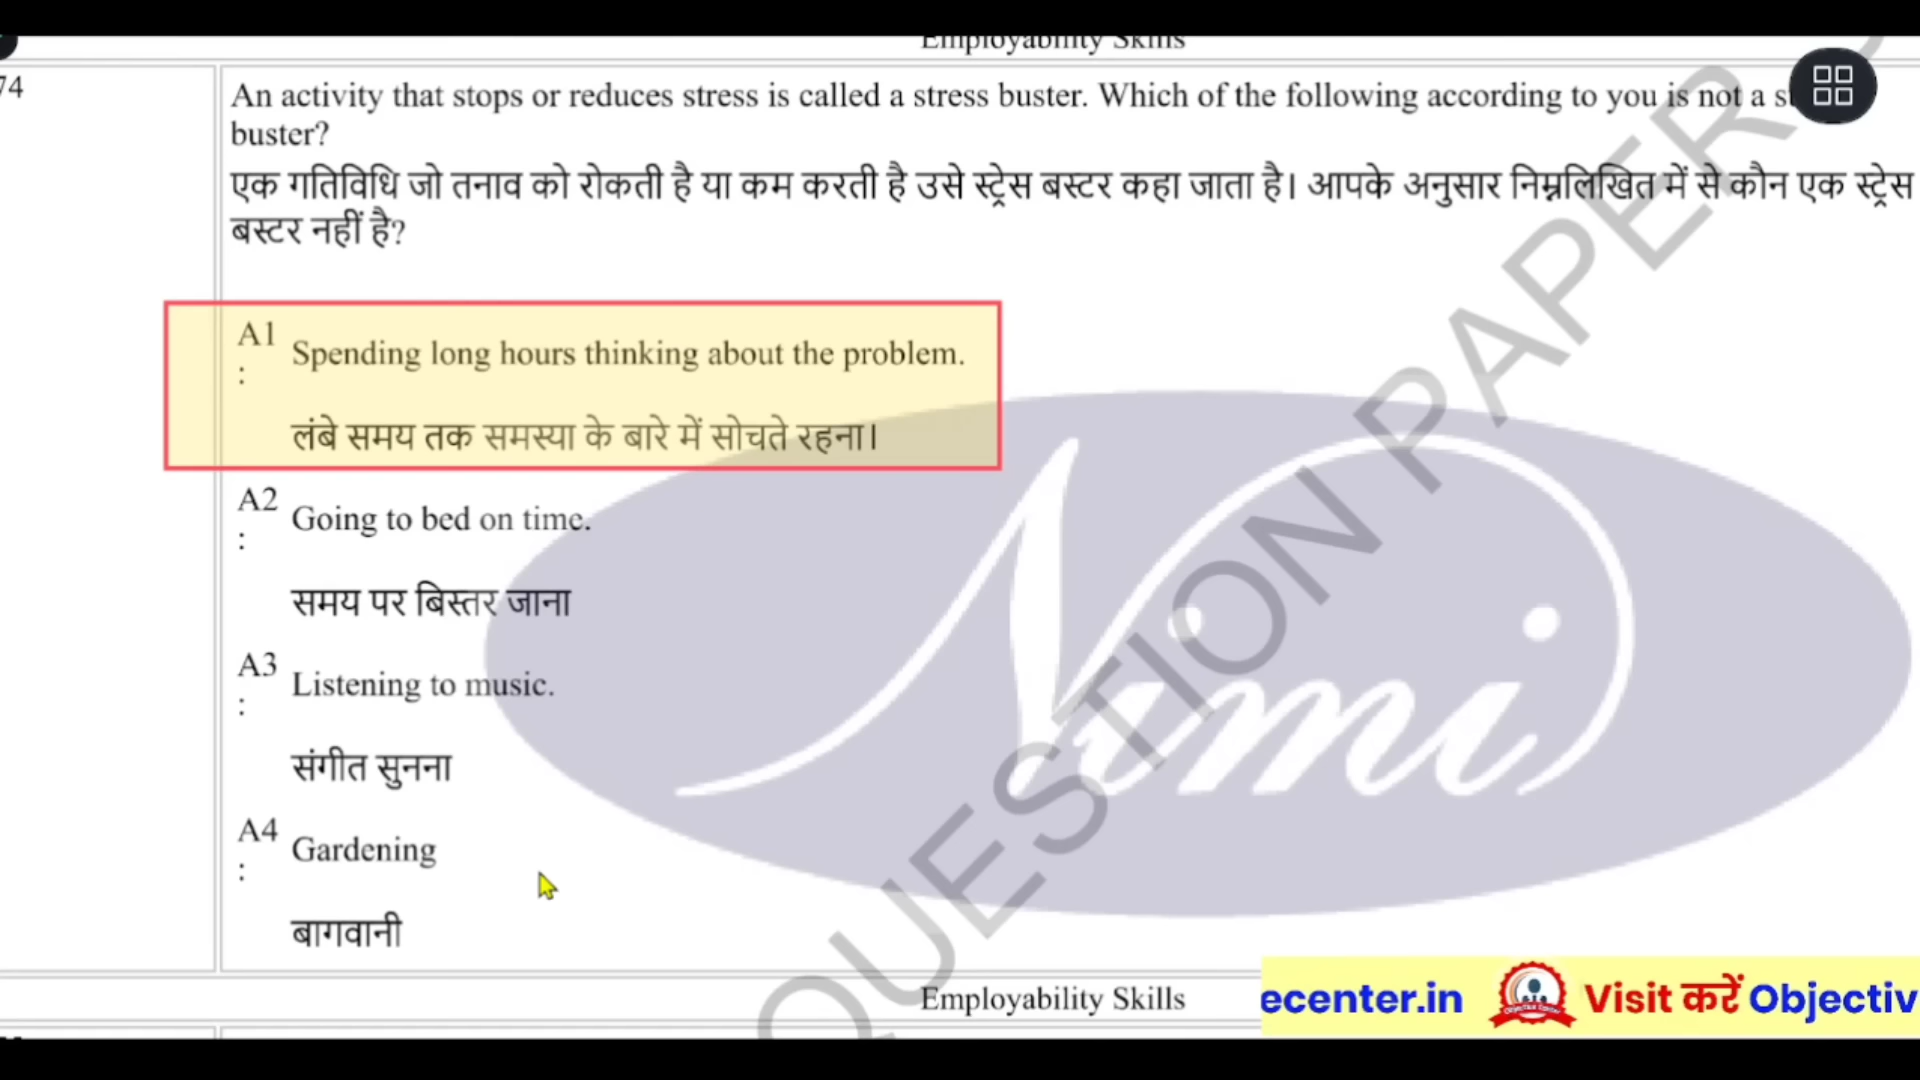 Employability Skills
74
An activity that stops or reduces stress is called a stress buster. Which of the following according to you is not a
buster?
एक गतिविधि जो तनाव को रोकती है या कम करती है उसे स्ट्रेस बस्टर कहा जाता है। आपके अनुसार निम्नलिखित में से कौन एक स्ट्रेस
बस्टर नहीं है?
A1
: Spending long hours thinking about the problem.
लंबे समय तक समस्या के बारे में सोचते रहना।
A2
: Going to bed on time.
समय पर बिस्तर जाना
A3
: Listening to music.
संगीत सुनना
A4
: Gardening
बागवानी
Nimi
QUESTION PAPER
Employability Skills
ecenter.in Visit करें Objectiv